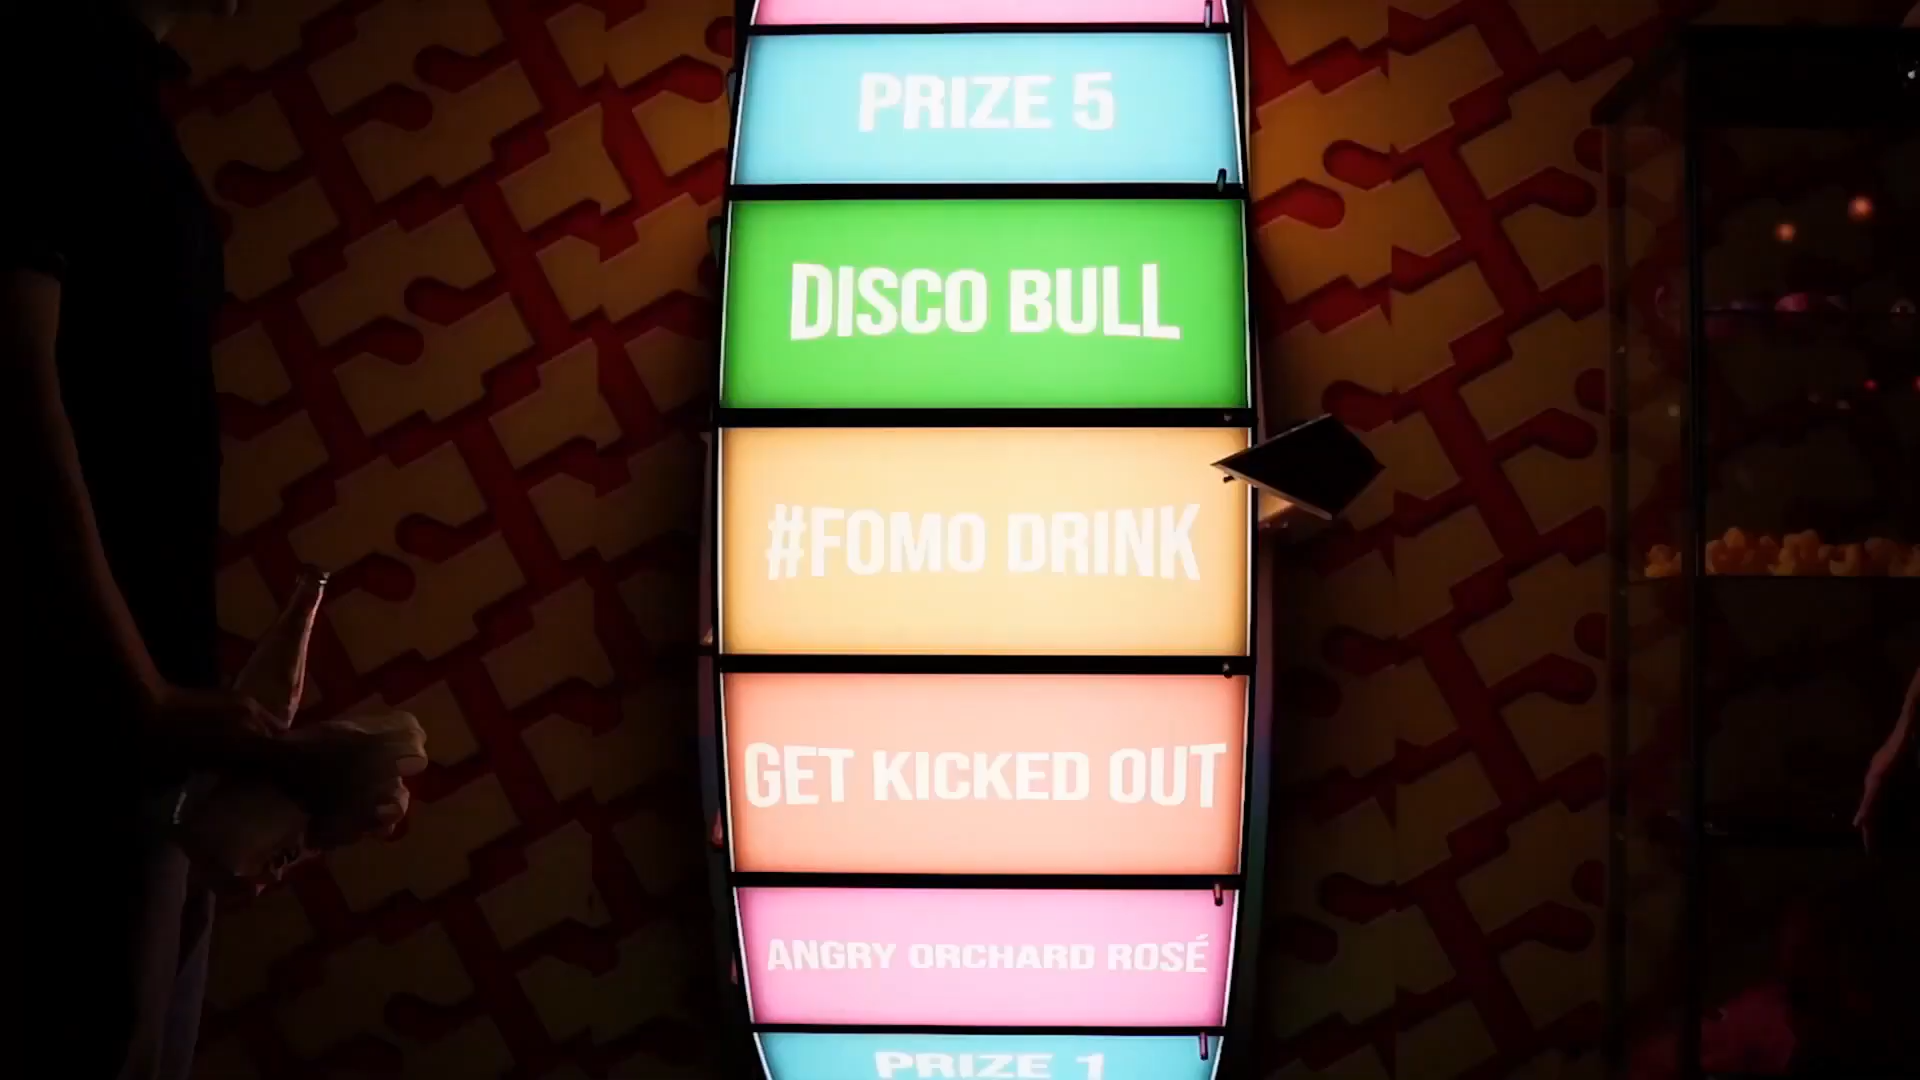 PRIZE 5
DISCO BULL
#FOMO DRINK
GET KICKED OUT
ANGRY ORCHARD ROSÉ
PRIZE 1